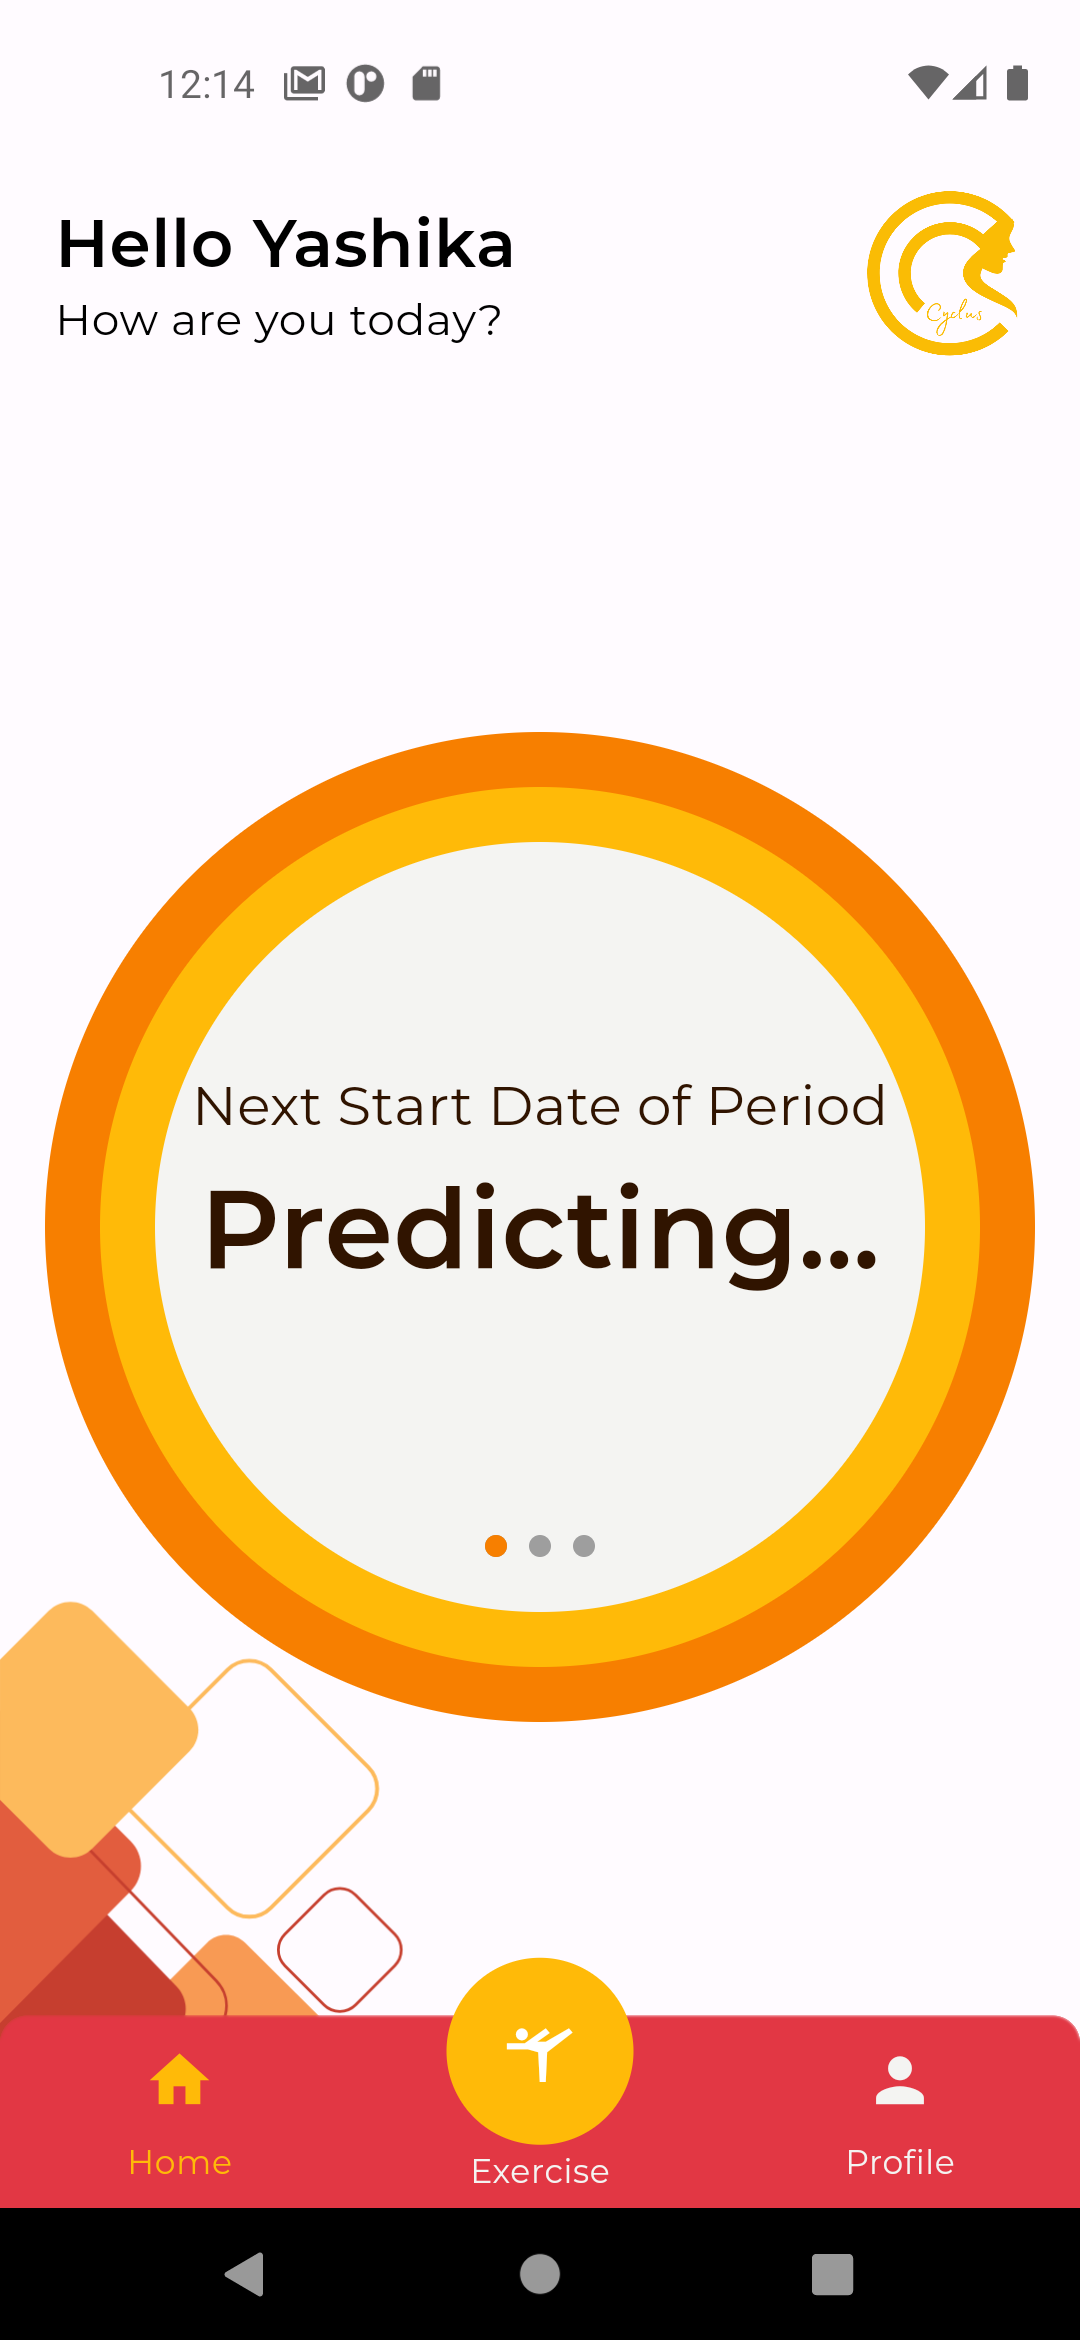 12:14
Hello Yashika
How are you today?
Cyclus
Next Start Date of Period
Predicting...
Home
Exercise
Profile